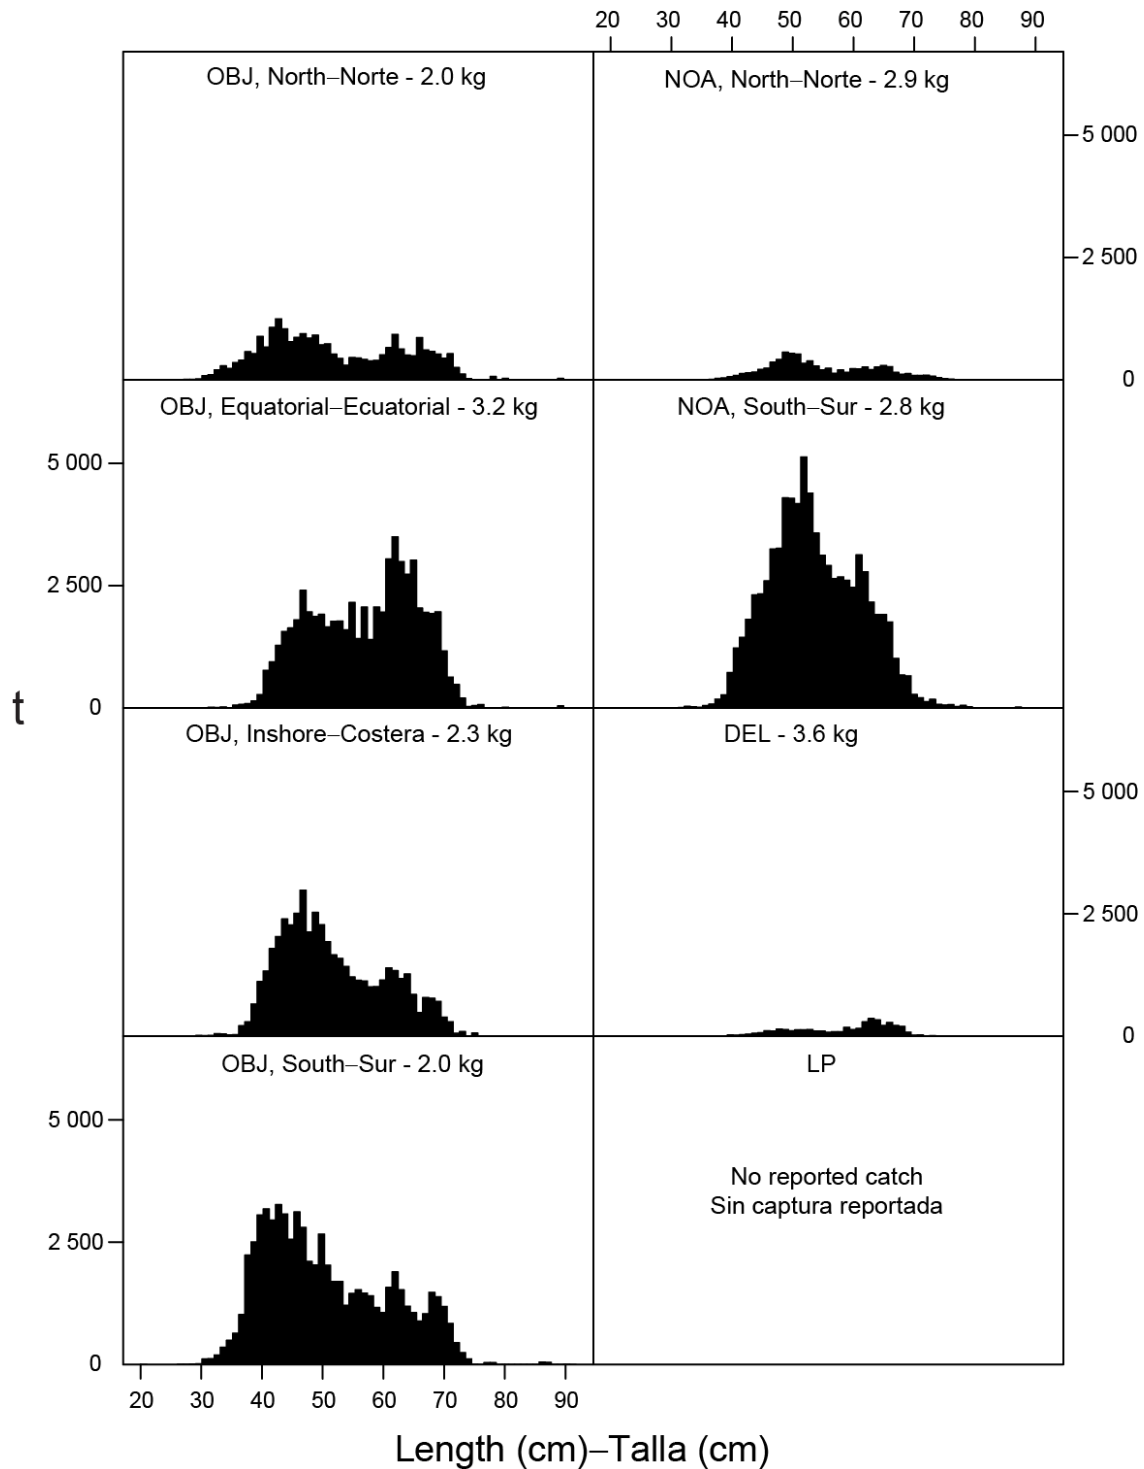 20 30 40 50 60 70 80 90
OBJ, North–Norte - 2.0 kg
NOA, North–Norte - 2.9 kg
5 000
2 500
0
OBJ, Equatorial–Ecuatorial - 3.2 kg
NOA, South–Sur - 2.8 kg
5 000
2 500
0
t
OBJ, Inshore–Costera - 2.3 kg
DEL - 3.6 kg
5 000
2 500
0
OBJ, South–Sur - 2.0 kg
LP
5 000
2 500
0
No reported catch
Sin captura reportada
20 30 40 50 60 70 80 90
Length (cm)–Talla (cm)